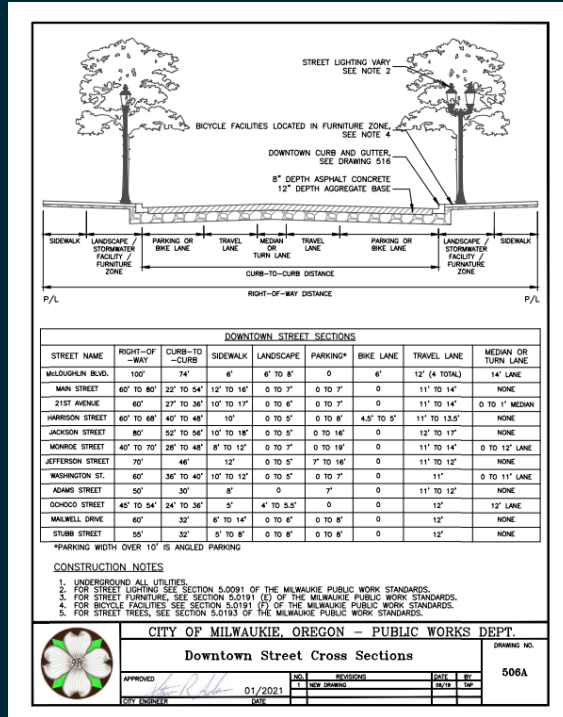 STREET LIGHTING VARY
SEE NOTE 2
BICYCLE FACILITIES LOCATED IN FURNITURE ZONE,
SEE NOTE 4
DOWNTOWN CURB AND GUTTER,
SEE DRAWING 516
8" DEPTH ASPHALT CONCRETE
12" DEPTH AGGREGATE BASE
SIDEWALK
LANDSCAPE /
STORMWATER
FACILITY /
FURNITURE
ZONE
PARKING OR
BIKE LANE
TRAVEL
LANE
MEDIAN
OR
TURN LANE
TRAVEL
LANE
PARKING OR
BIKE LANE
LANDSCAPE /
STORMWATER
FACILITY /
FURNATURE
ZONE
SIDEWALK
CURB-TO-CURB DISTANCE
RIGHT-OF-WAY DISTANCE
P/L
P/L
DOWNTOWN STREET SECTIONS
STREET NAME RIGHT-OF-WAY CURB-TO-CURB SIDEWALK LANDSCAPE PARKING* BIKE LANE TRAVEL LANE MEDIAN OR TURN LANE
McLOUGHLIN BLVD. 100' 74' 6' 6' TO 8' 0 6' 12' (4 TOTAL) 14' LANE
MAIN STREET 60' TO 80' 22' TO 54' 12' TO 16' 0 TO 7' 0 TO 7' 0 11' TO 14' NONE
21ST AVENUE 60' 27' TO 36' 10' TO 17' 0 TO 6' 0 TO 7' 0 11' TO 14' 0 TO 1' MEDIAN
HARRISON STREET 60' TO 68' 40' TO 48' 10' 0 TO 5' 0 TO 8' 4.5' TO 5' 11' TO 13.5' NONE
JACKSON STREET 80' 52' TO 56' 10' TO 18' 0 TO 5' 0 TO 16' 0 12' TO 17' NONE
MONROE STREET 40' TO 70' 28' TO 48' 8' TO 12' 0 TO 7' 0 TO 19' 0 11' TO 14' 0 TO 12' LANE
JEFFERSON STREET 70' 46' 12' 0 TO 5' 7' TO 16' 0 11' TO 12' NONE
WASHINGTON ST. 60' 36' TO 40' 10' TO 12' 0 TO 5' 0 TO 7' 0 11' 0 TO 11' LANE
ADAMS STREET 50' 30' 8' 0 7' 0 11' TO 12' NONE
OCHOCO STREET 45' TO 54' 24' TO 36' 5' 4' TO 5.5' 0 0 12' 12' LANE
MAILWELL DRIVE 60' 32' 6' TO 14' 0 TO 6' 0 TO 8' 0 12' NONE
STUBB STREET 55' 32' 5' TO 8' 0 TO 8' 0 TO 8' 0 12' NONE
*PARKING WIDTH OVER 10' IS ANGLED PARKING
CONSTRUCTION NOTES
1. UNDERGROUND ALL UTILITIES.
2. FOR STREET LIGHTING SEE SECTION 5.0091 OF THE MILWAUKIE PUBLIC WORK STANDARDS.
3. FOR STREET FURNITURE, SEE SECTION 5.0191 (E) OF THE MILWAUKIE PUBLIC WORK STANDARDS.
4. FOR BICYCLE FACILITIES SEE SECTION 5.0191 (F) OF THE MILWAUKIE PUBLIC WORK STANDARDS.
5. FOR STREET TREES, SEE SECTION 5.0193 OF THE MILWAUKIE PUBLIC WORK STANDARDS.
CITY OF MILWAUKIE, OREGON - PUBLIC WORKS DEPT.
Downtown Street Cross Sections
DRAWING NO.
506A
APPROVED
01/2021
CITY ENGINEER DATE
NO. REVISIONS DATE BY
1 NEW DRAWING 08/19 TAP